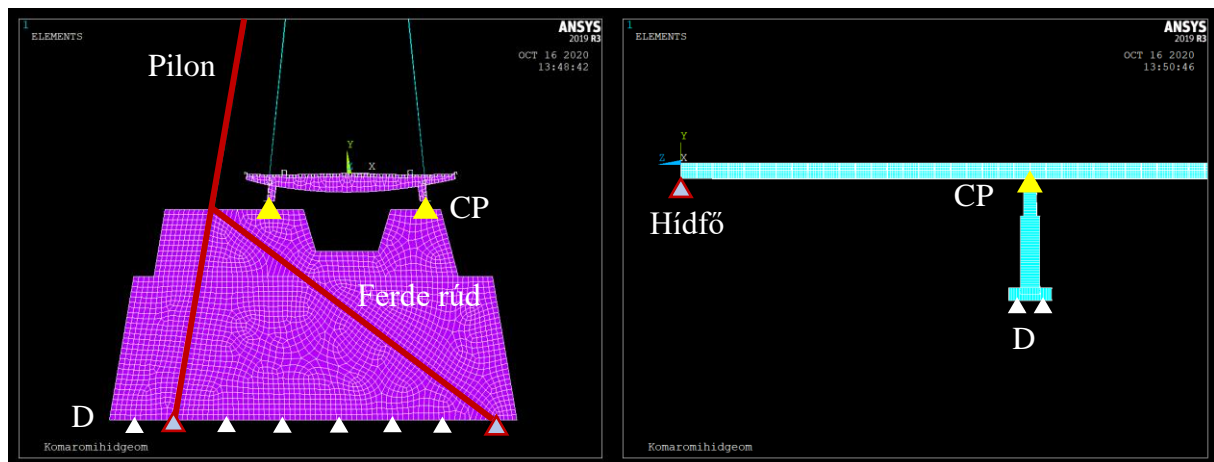 1
ELEMENTS
ANSYS
2019 R3
OCT 16 2020
13:48:42
Pilon
Y
X
CP
Ferde rúd
D
Komaromihidgeom
1
ELEMENTS
ANSYS
2019 R3
OCT 16 2020
13:50:46
Y
Z X
CP
Hídfő
D
Komaromihidgeom